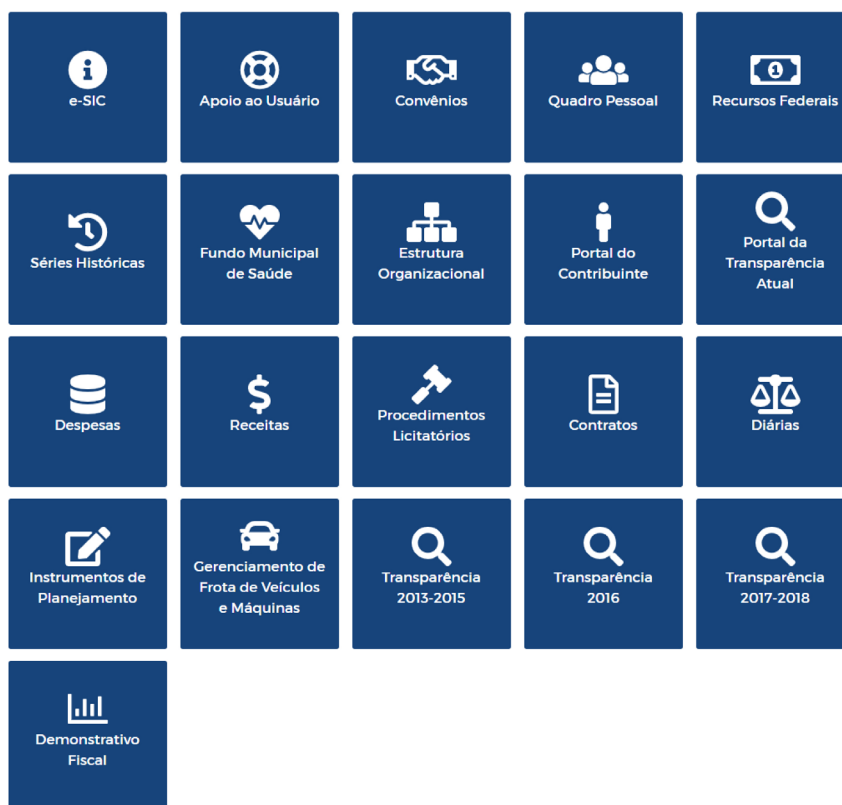 e-SIC
Apoio ao Usuário
Convênios
Quadro Pessoal
Recursos Federais
Séries Históricas
Fundo Municipal
de Saúde
Estrutura
Organizacional
Portal do
Contribuinte
Portal da
Transparência
Atual
Despesas
Receitas
Procedimentos
Licitatórios
Contratos
Diárias
Instrumentos de
Planejamento
Gerenciamento de
Frota de Veículos
e Máquinas
Transparência
2013-2015
Transparência
2016
Transparência
2017-2018
Demonstrativo
Fiscal